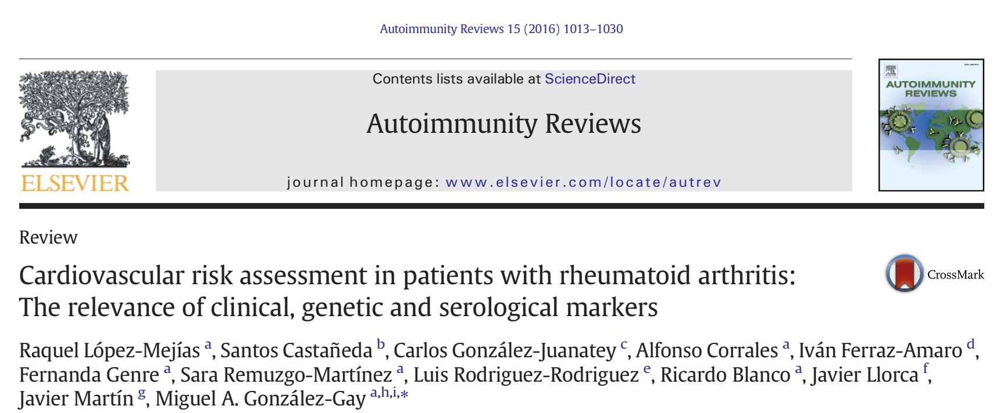 Autoimmunity Reviews 15 (2016) 1013–1030
Contents lists available at ScienceDirect
Autoimmunity Reviews
journal homepage: www.elsevier.com/locate/autrev
ELSEVIER
AUTOIMMUNITY
REVIEWS
Review
Cardiovascular risk assessment in patients with rheumatoid arthritis:
The relevance of clinical, genetic and serological markers
CrossMark
Raquel López-Mejías a, Santos Castañeda b, Carlos González-Juanatey c, Alfonso Corrales a, Iván Ferraz-Amaro d,
Fernanda Genre a, Sara Remuzgo-Martínez a, Luis Rodriguez-Rodriguez e, Ricardo Blanco a, Javier Llorca f,
Javier Martín g, Miguel A. González-Gay a,h,i,*